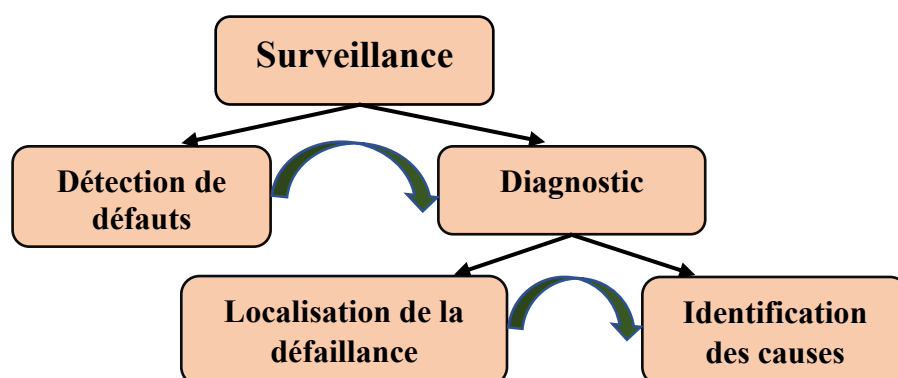 Surveillance
Détection de
défauts
Diagnostic
Localisation de la
défaillance
Identification
des causes